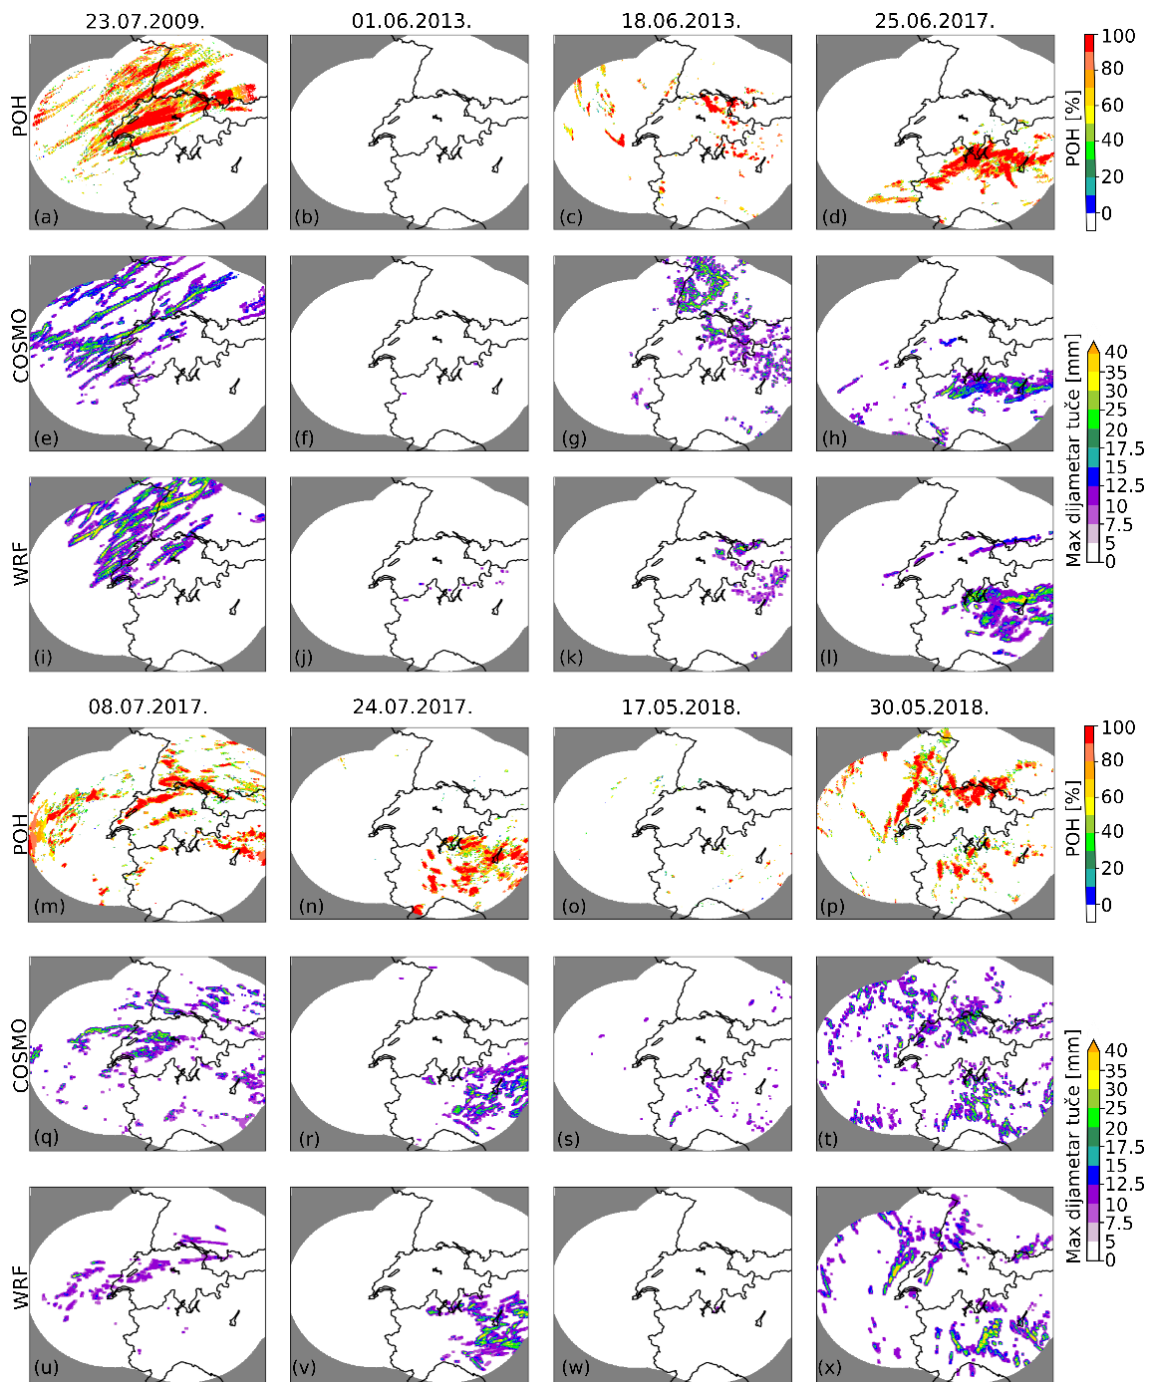 23.07.2009. 01.06.2013. 18.06.2013. 25.06.2017.
POH
(a) (b) (c) (d)
POH [%]
100
80
60
40
20
0
COSMO
(e) (f) (g) (h)
WRF
(i) (j) (k) (l)
Max dijametar tuče [mm]
40
35
30
25
20
17.5
15
12.5
10
7.5
5
0
08.07.2017. 24.07.2017. 17.05.2018. 30.05.2018.
POH
(m) (n) (o) (p)
POH [%]
100
80
60
40
20
0
COSMO
(q) (r) (s) (t)
WRF
(u) (v) (w) (x)
Max dijametar tuče [mm]
40
35
30
25
20
17.5
15
12.5
10
7.5
5
0